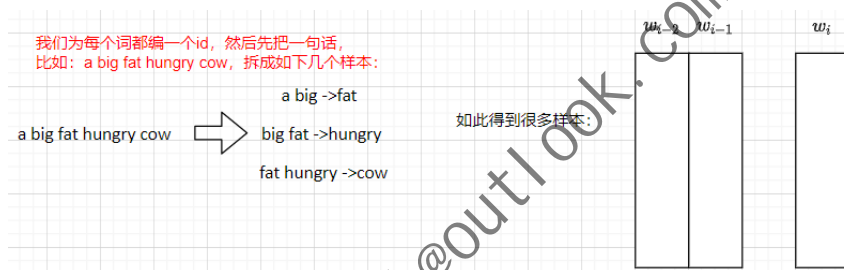 我们为每个词都编一个id，然后先把一句话，
比如：a big fat hungry cow，拆成如下几个样本：
a big ->fat
a big fat hungry cow
big fat ->hungry
fat hungry ->cow
如此得到很多样本：
w_{i-2} w_{i-1} w_i
@outlook.com